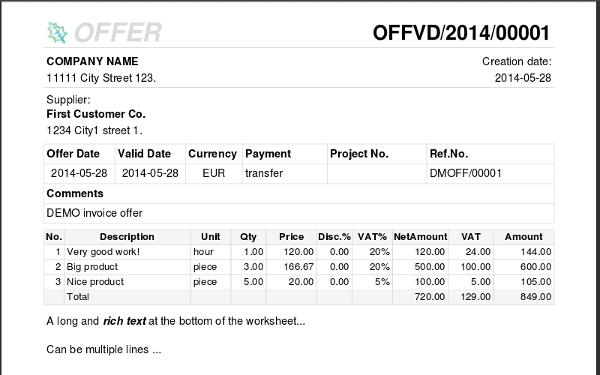 OFFER OFFVD/2014/00001
COMPANY NAME Creation date:
11111 City Street 123. 2014-05-28
Supplier:
First Customer Co.
1234 City1 street 1.
Offer Date Valid Date Currency Payment Project No. Ref.No.
2014-05-28 2014-05-28 EUR transfer DMOFF/00001
Comments
DEMO invoice offer
No. Description Unit Qty Price Disc.% VAT% NetAmount VAT Amount
1 Very good work! hour 1.00 120.00 0.00 20% 120.00 24.00 144.00
2 Big product piece 3.00 166.67 0.00 20% 500.00 100.00 600.00
3 Nice product piece 5.00 20.00 0.00 5% 100.00 5.00 105.00
Total 720.00 129.00 849.00
A long and rich text at the bottom of the worksheet...
Can be multiple lines ...